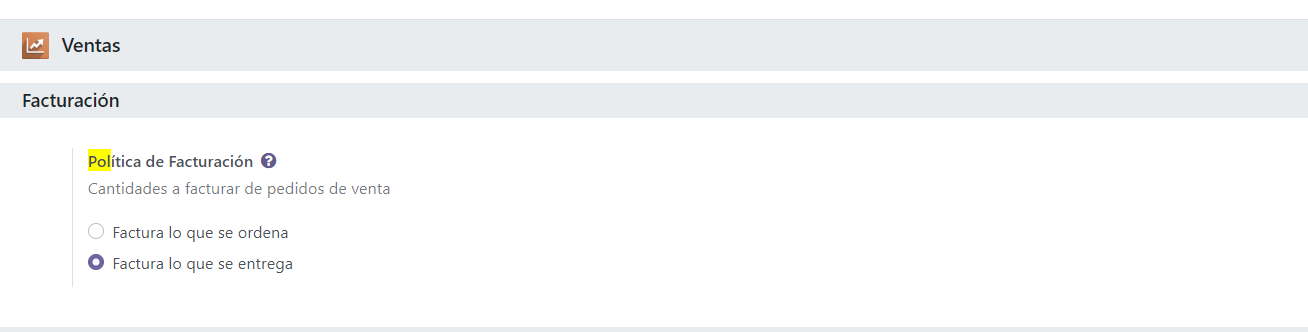 Ventas
Facturación
Política de Facturación ?
Cantidades a facturar de pedidos de venta
Factura lo que se ordena
Factura lo que se entrega